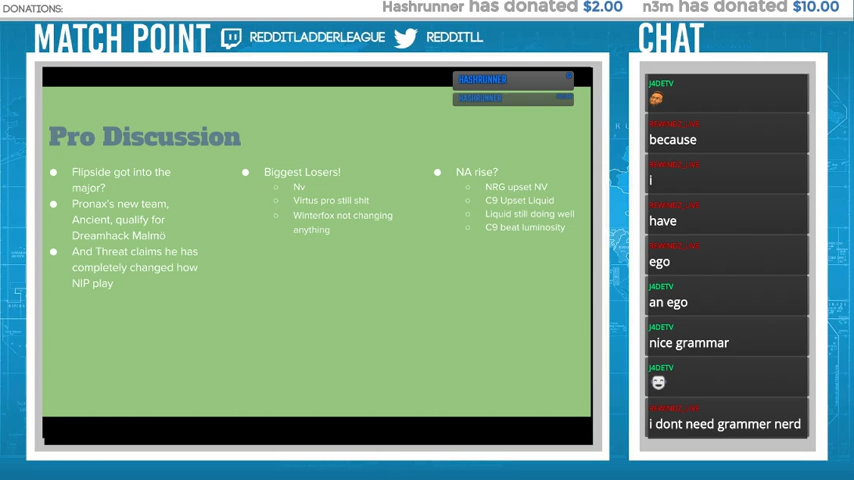 DONATIONS:
Hashrunner has donated $2.00 n3m has donated $10.00
MATCH POINT REDDITLADDERLEAGUE REDDITLL
CHAT
HASHRUNNER
HASHRUNNER
Pro Discussion
Flipside got into the
major?
Pronax's new team,
Ancient, qualify for
Dreamhack Malmö
And Threat claims he has
completely changed how
NIP play
Biggest Losers!
Nv
Virtus pro still shit
Winterfox not changing
anything
NA rise?
NRG upset NV
C9 Upset Liquid
Liquid still doing well
C9 beat luminosity
J4DETV
because
i
have
ego
J4DETV
an ego
J4DETV
nice grammar
J4DETV
i dont need grammer nerd